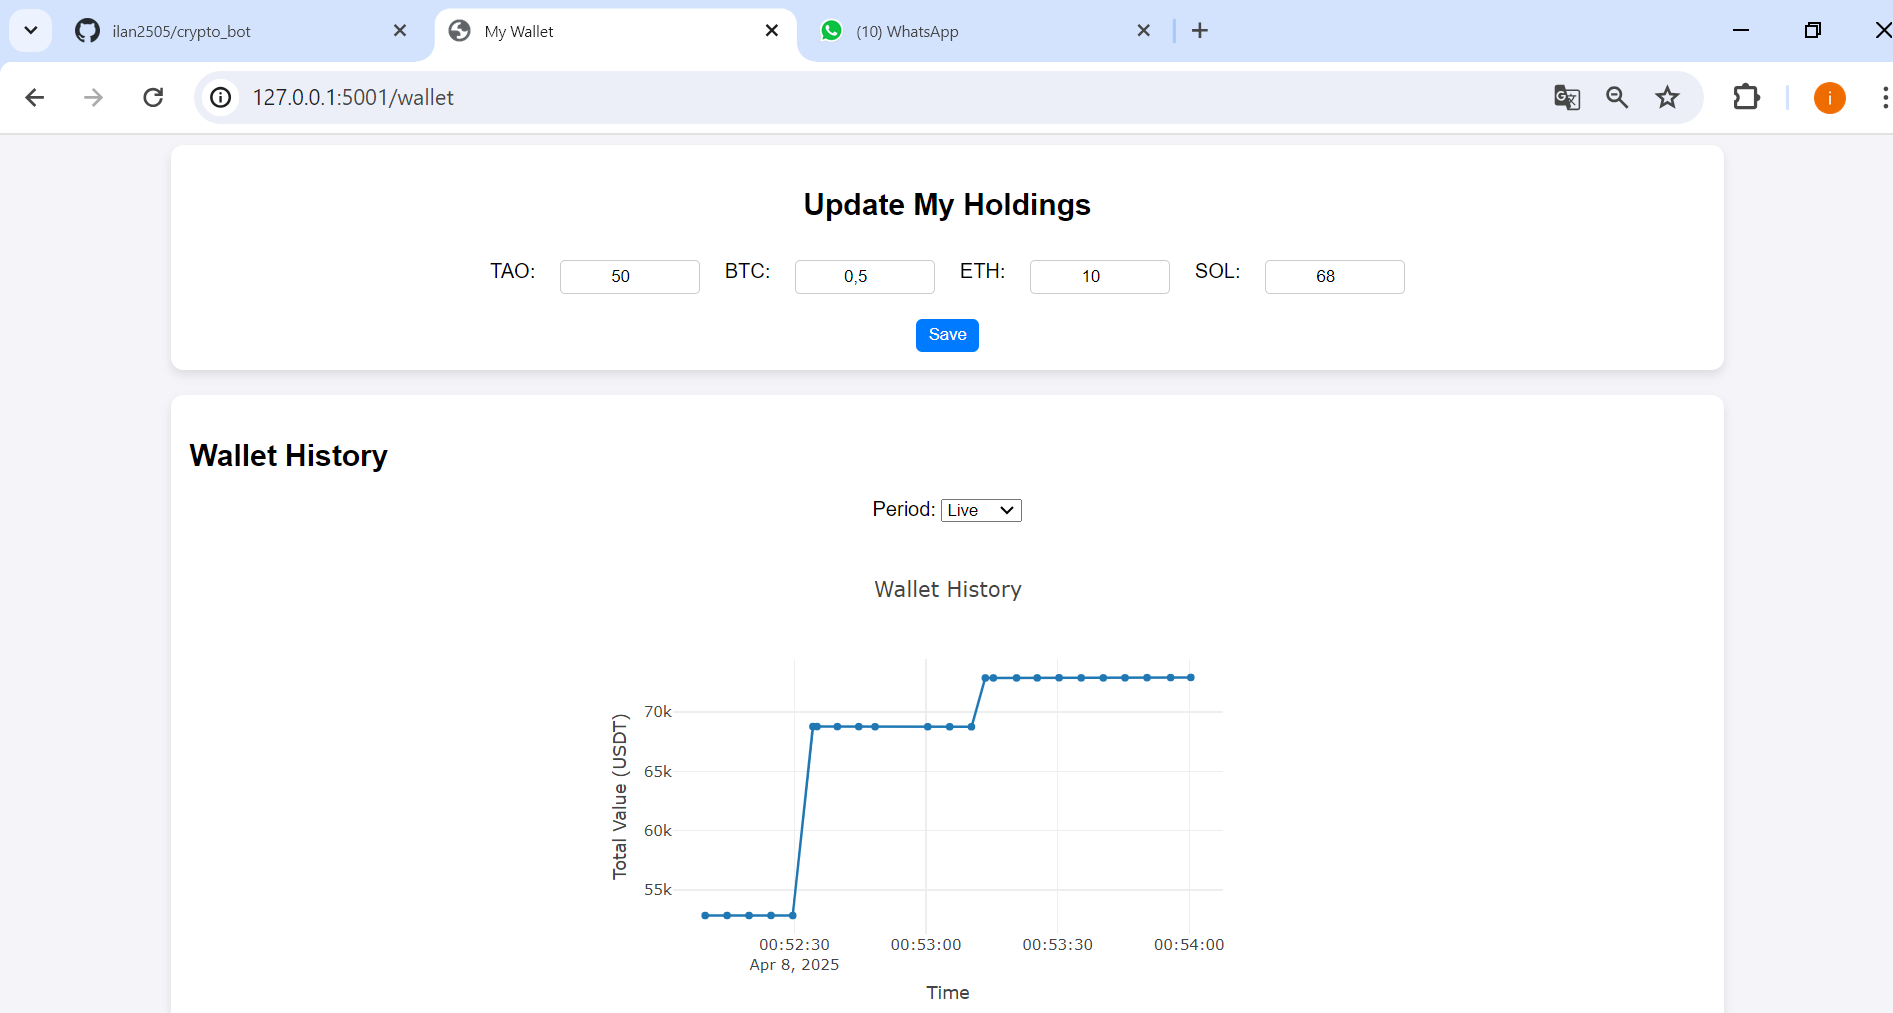 ilan2505/crypto_bot
My Wallet
(10) WhatsApp
127.0.0.1:5001/wallet
i
Update My Holdings
TAO: 50 BTC: 0,5 ETH: 10 SOL: 68
Save
Wallet History
Period: Live
Wallet History
Total Value (USDT)
70k
65k
60k
55k
00:52:30 00:53:00 00:53:30 00:54:00
Apr 8, 2025
Time